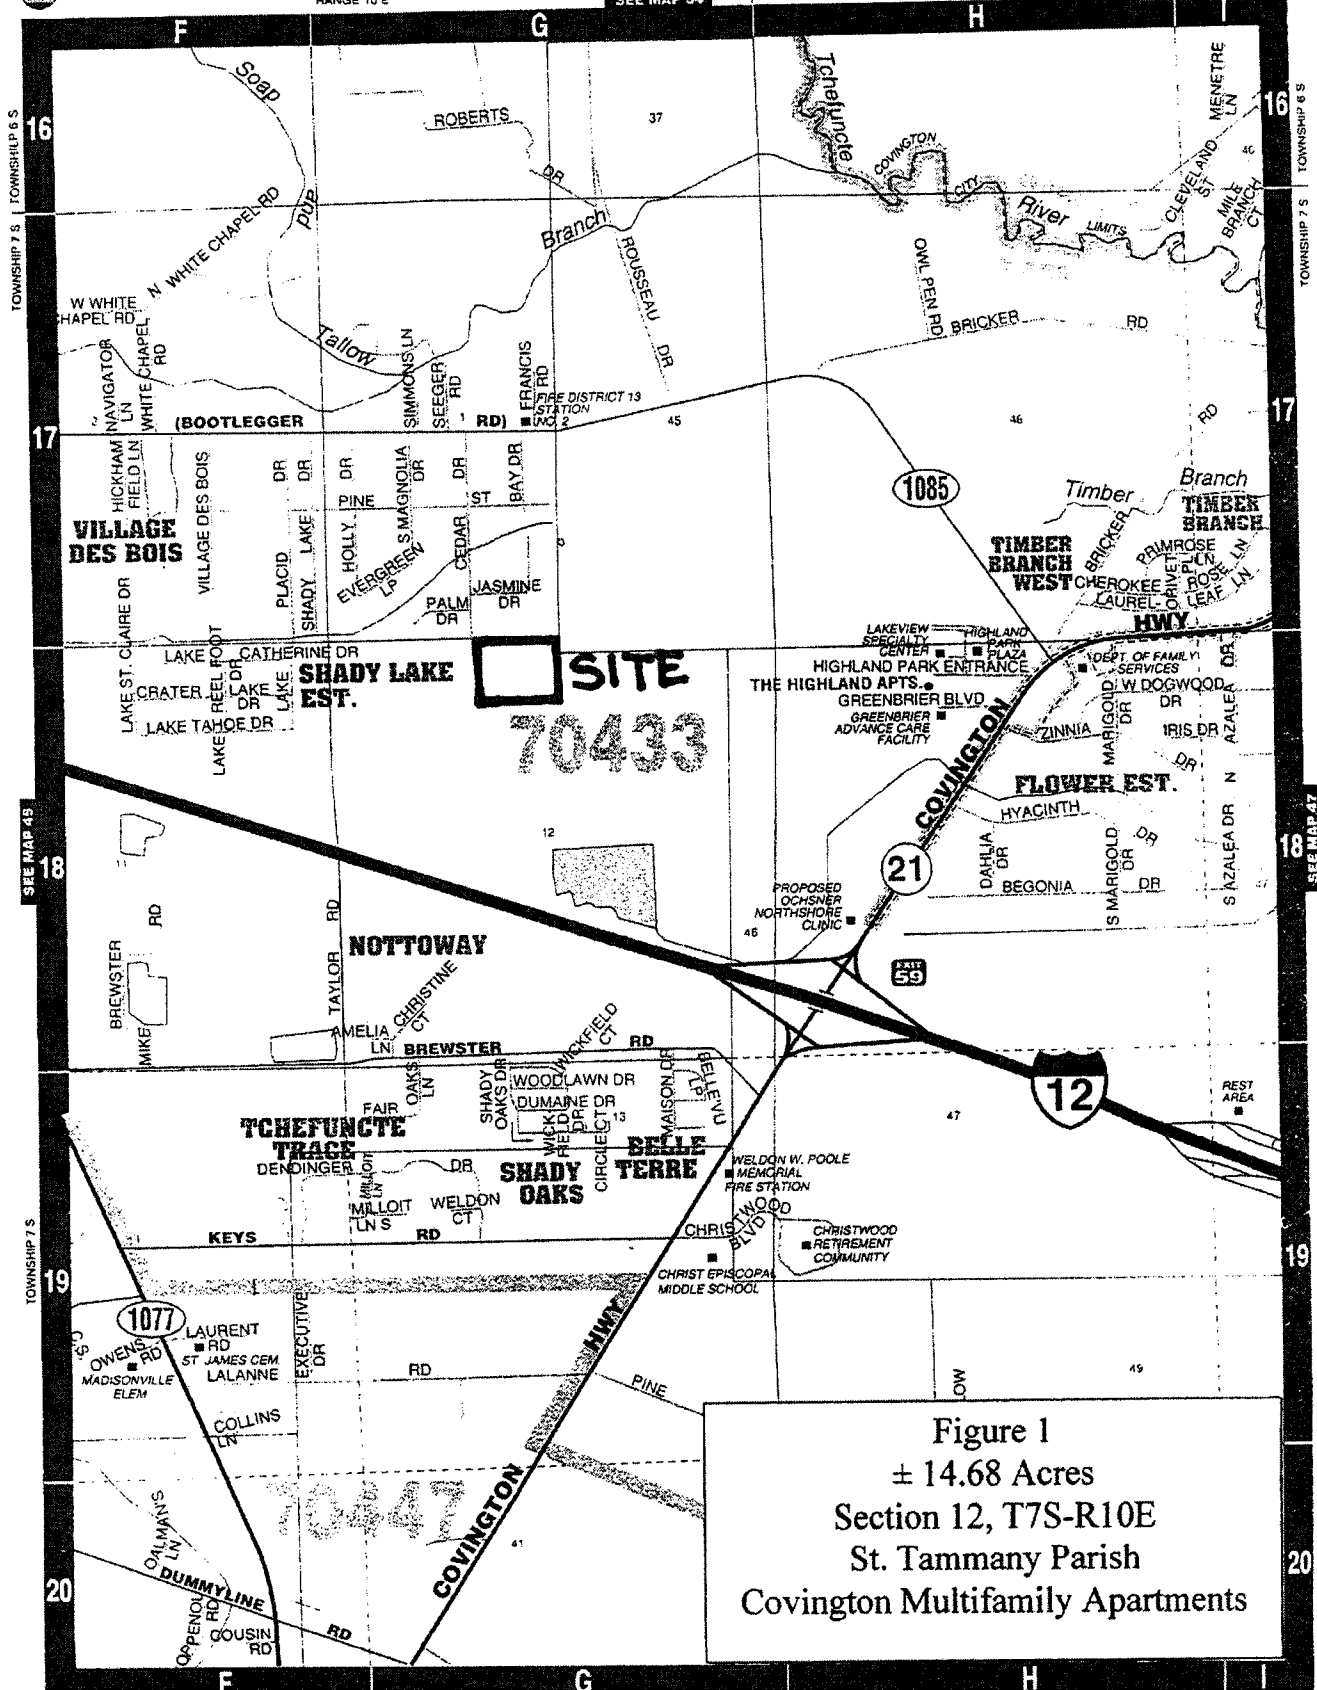 RANGE 10 E
F
G
H
I
TOWNSHIP 6 S
TOWNSHIP 7 S
16
16
TOWNSHIP 6 S
TOWNSHIP 7 S
Soap
and
Tallow
Branch
ROBERTS
DR
37
Tchefuncte
River
COVINGTON
CITY
LIMITS
MENETRE
LN
CLEVELAND
ST
MILE
BRANCH
CT
46
N WHITE CHAPEL RD
W WHITE
CHAPEL RD
ROUSSEAU
DR
OWL PEN RD
BRICKER
RD
NAVIGATOR
LN
WHITE CHAPEL
RD
SIMMONS LN
SEEGER
RD
FRANCIS
RD
FIRE DISTRICT 13
STATION
NO. 2
2
(BOOTLEGGER
1
RD)
45
46
RD
17
17
HICKHAM
FIELD LN
VILLAGE DES BOIS
DR
DR
DR
S MAGNOLIA
DR
DR
BAY DR
PINE
ST
HOLLY
CEDAR
1085
Timber
Branch
VILLAGE
DES BOIS
TIMBER
BRANCH
TIMBER
BRANCH
WEST
BRICKER
PRIMROSE
LN
CHEROKEE
ROSE LN
LAUREL
LEAF LN
PLACID
SHADY LAKE
EVERGREEN
LP
PALM
DR
JASMINE
DR
LAKE ST. CLAIRE DR
LAKE
CATHERINE DR
REEL FOOT
DR
CRATER
LAKE
DR
LAKE
LAKE TAHOE DR
LAKE
SHADY LAKE
EST.
SITE
70433
HWY
LAKEVIEW
SPECIALTY
CENTER
HIGHLAND
PARK
PLAZA
HIGHLAND PARK ENTRANCE
THE HIGHLAND APTS.
GREENBRIER BLVD
GREENBRIER
ADVANCE CARE
FACILITY
DEPT. OF FAMILY
SERVICES
W DOGWOOD
DR
MARIGOLD
DR
ZINNIA
IRIS DR
DR
N AZALEA DR
COVINGTON
FLOWER EST.
HYACINTH
DR
DAHLIA
DR
BEGONIA
DR
S MARIGOLD
DR
S AZALEA DR
47
SEE MAP 45
18
18
SEE MAP 47
11
12
21
PROPOSED
OCHSNER
NORTHSHORE
CLINIC
46
EXIT
59
BREWSTER
RD
MIKE
TAYLOR
RD
NOTTOWAY
CHRISTINE
CT
AMELIA
LN
BREWSTER
RD
WICKFIELD
CT
FAIR
OAKS
LN
SHADY
OAKS DR
WOODLAWN DR
DUMAINE DR
WICK
FIELD
DR
CIRCLE CT
13
MAISON DR
BELLEVU
LP
12
REST
AREA
47
TCHEFUNCTE
TRACE
DENDINGER
DR
MILLOIT
LN
MILLOIT
LN S
WELDON
CT
SHADY
OAKS
BELLE
TERRE
WELDON W. POOLE
MEMORIAL
FIRE STATION
KEYS
RD
CHRISTWOOD
BLVD
CHRISTWOOD
RETIREMENT
COMMUNITY
CHRIST EPISCOPAL
MIDDLE SCHOOL
TOWNSHIP 7 S
19
19
1077
C.S.
OWENS
RD
MADISONVILLE
ELEM
LAURENT
RD
ST JAMES CEM.
LALANNE
RD
EXECUTIVE
DR
HWY
PINE
49
OW
COLLINS
LN
70447
COVINGTON
41
20
20
DALMAN'S
LN
DUMMYLINE
RD
RD
COUSIN
RD
Figure 1
± 14.68 Acres
Section 12, T7S-R10E
St. Tammany Parish
Covington Multifamily Apartments
F
G
H
I